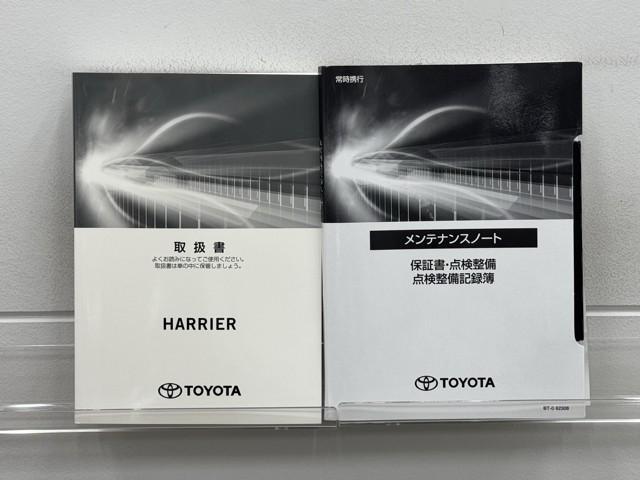 取扱書
よくお読みになってご使用ください。
取扱書は車の中に保管しましょう。
HARRIER
TOYOTA
常時携行
メンテナンスノート
保証書・点検整備
点検整備記録簿
TOYOTA